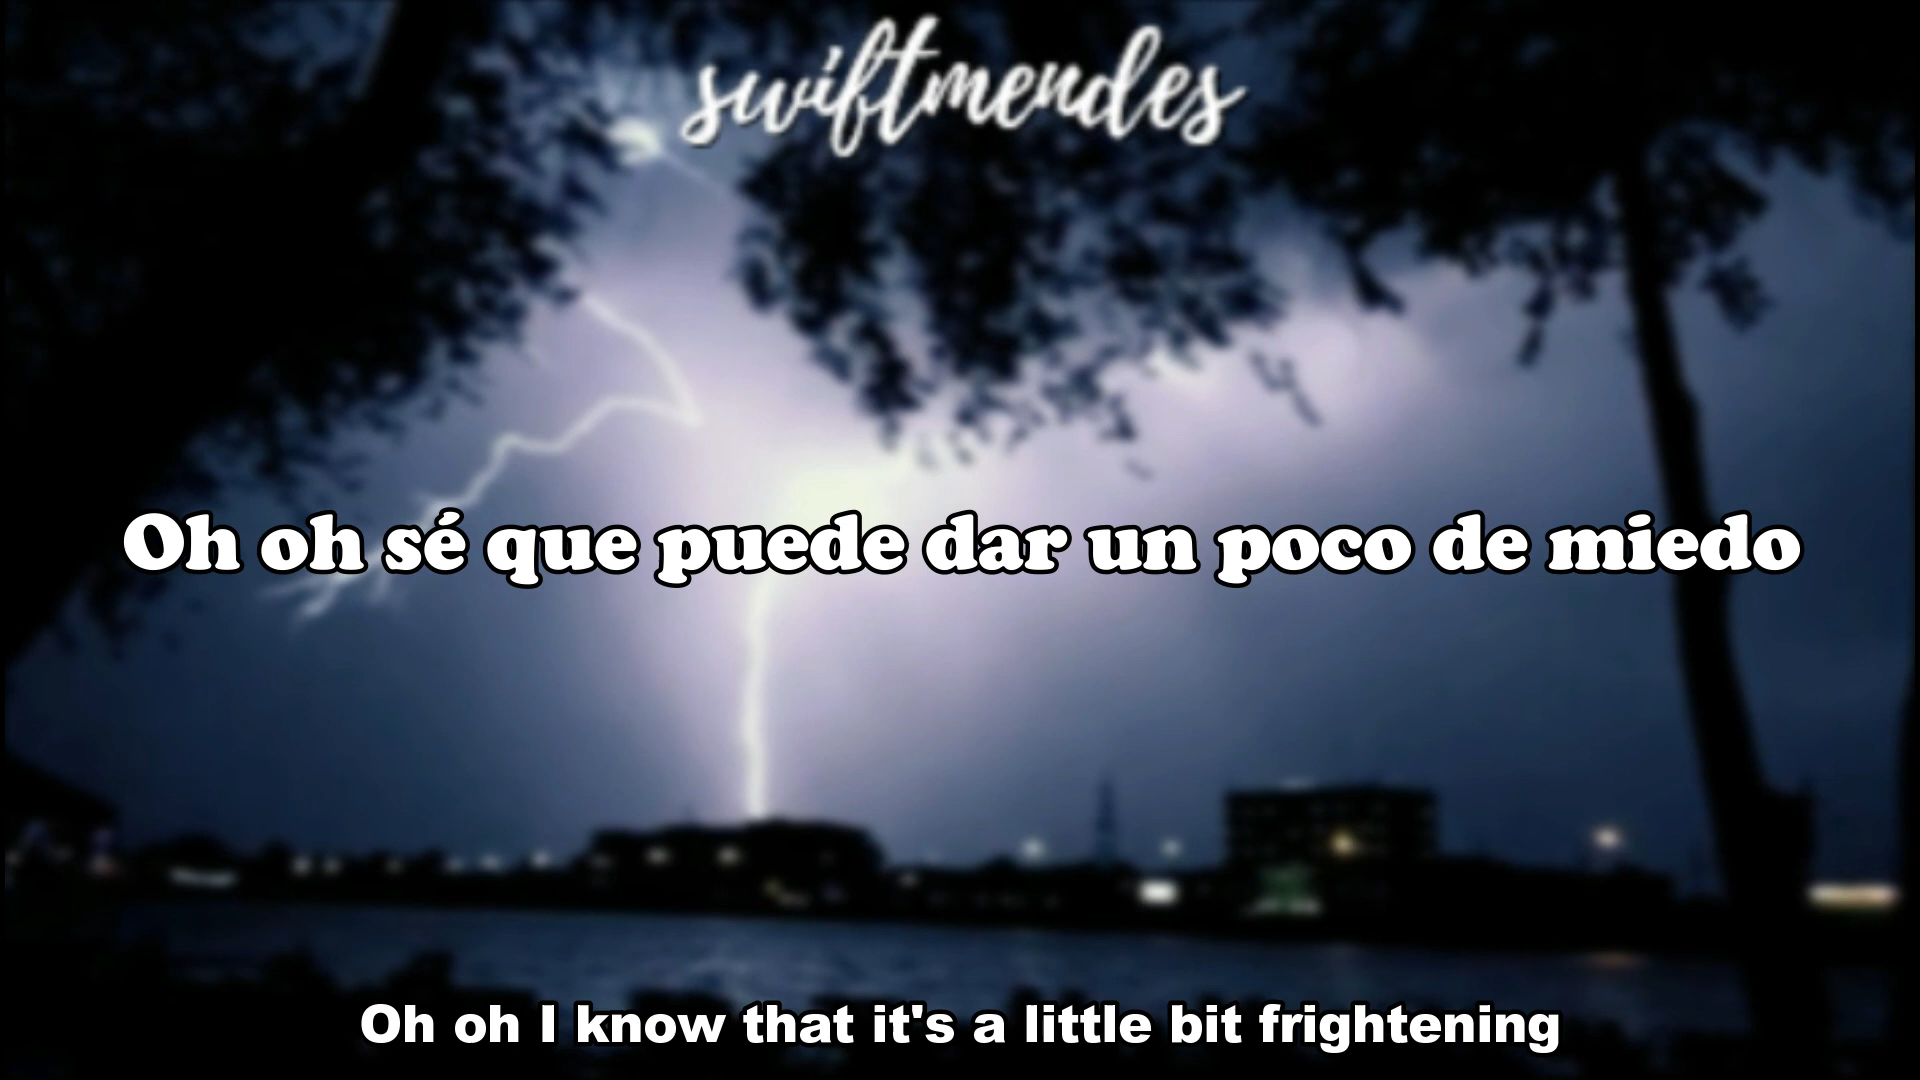 swiftmendes
Oh oh sé que puede dar un poco de miedo
Oh oh I know that it's a little bit frightening